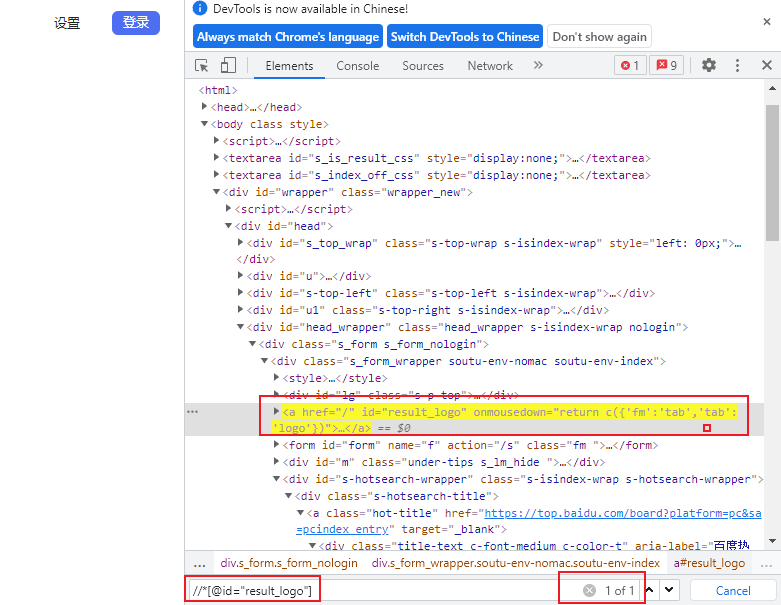 设置
登录
DevTools is now available in Chinese!
Always match Chrome's language
Switch DevTools to Chinese
Don't show again
Elements
Console
Sources
Network
1
9
<html>
<head>…</head>
<body class style>
<script>…</script>
<textarea id="s_is_result_css" style="display:none;">…</textarea>
<textarea id="s_index_off_css" style="display:none;">…</textarea>
<div id="wrapper" class="wrapper_new">
<script>…</script>
<div id="head">
<div id="s_top_wrap" class="s-top-wrap s-isindex-wrap" style="left: 0px;">…
</div>
<div id="u">…</div>
<div id="s-top-left" class="s-top-left s-isindex-wrap">…</div>
<div id="u1" class="s-top-right s-isindex-wrap">…</div>
<div id="head_wrapper" class="head_wrapper s-isindex-wrap nologin">
<div class="s_form s_form_nologin">
<div class="s_form_wrapper soutu-env-nomac soutu-env-index">
<style>…</style>
<div id="lg" class="s-p-top">…</div>
<a href="/" id="result_logo" onmousedown="return c({'fm':'tab','tab':
'logo'})">…</a> == $0
<form id="form" name="f" action="/s" class="fm ">…</form>
<div id="m" class="under-tips s_lm_hide ">…</div>
<div id="s-hotsearch-wrapper" class="s-isindex-wrap s-hotsearch-wrapper">
<div class="s-hotsearch-title">
<a class="hot-title" href="https://top.baidu.com/board?platform=pc&sa
=pcindex_entry" target="_blank">
<div class="title-text c-font-medium c-color-t" aria-label="百度热
... div.s_form.s_form_nologin div.s_form_wrapper.soutu-env-nomac.soutu-env-index a#result_logo ...
//*[@id="result_logo"]
1 of 1
Cancel